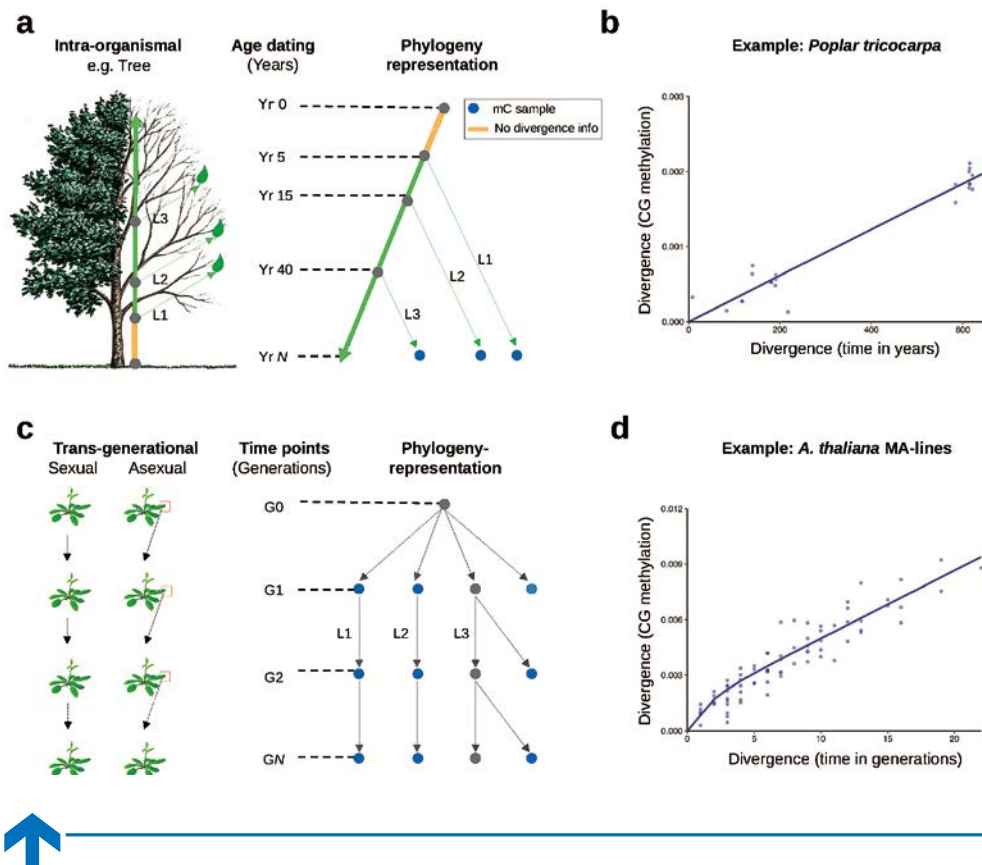 a
Intra-organismal
e.g. Tree
Age dating
(Years)
Phylogeny
representation
Yr 0
Yr 5
Yr 15
Yr 40
Yr N
mC sample
No divergence info
L3
L2
L1
L1
L2
L3
b
Example: Poplar tricocarpa
Divergence (CG methylation)
0.003
0.002
0.001
0.000
0
200
400
600
Divergence (time in years)
c
Trans-generational
Sexual
Asexual
Time points
(Generations)
Phylogeny-
representation
G0
G1
G2
GN
L1
L2
L3
d
Example: A. thaliana MA-lines
Divergence (CG methylation)
0.012
0.009
0.006
0.003
0.000
0
5
10
15
20
Divergence (time in generations)